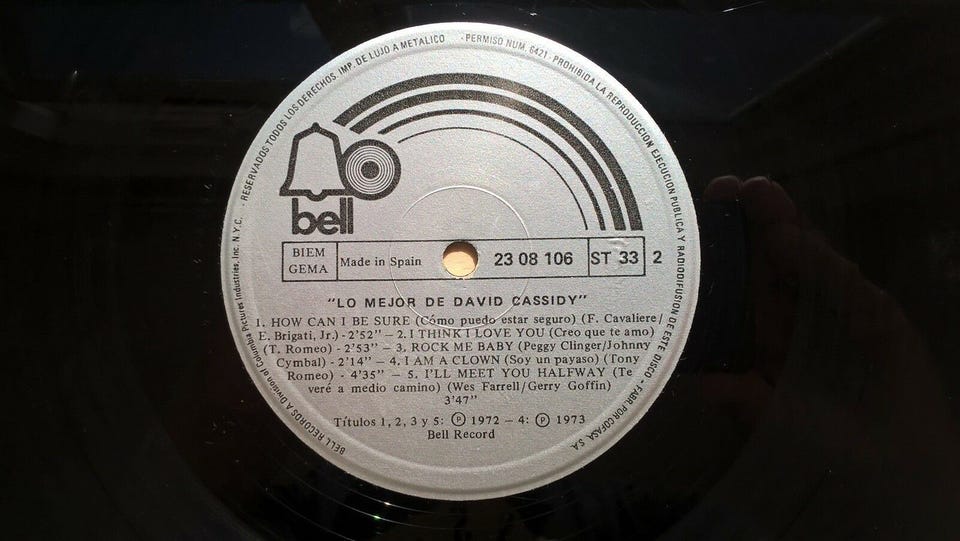 · RESERVADOS TODOS LOS DERECHOS. IMP. DE LUJO A METALICO · PERMISO NUM. 6421 · PROHIBIDA LA REPRODUCCION, EJECUCION PUBLICA Y RADIODIFUSION DE ESTE DISCO - FABR. POR COFASA, S.A.
bell
BIEM
GEMA
Made in Spain
23 08 106
ST 33
2
"LO MEJOR DE DAVID CASSIDY"
1. HOW CAN I BE SURE (Cómo puedo estar seguro) (F. Cavaliere/
E. Brigati, Jr.) - 2'52" — 2. I THINK I LOVE YOU (Creo que te amo)
(T. Romeo) - 2'53" — 3. ROCK ME BABY (Peggy Clinger/Johnny
Cymbal) - 2'14" — 4. I AM A CLOWN (Soy un payaso) (Tony
Romeo) - 4'35" — 5. I'LL MEET YOU HALFWAY (Te
veré a medio camino) (Wes Farrell/Gerry Goffin)
3'47"
Títulos 1, 2, 3 y 5: Ⓟ 1972 — 4: Ⓟ 1973
Bell Record
BELL RECORDS A Division of Columbia Pictures Industries, Inc. N.Y.C.